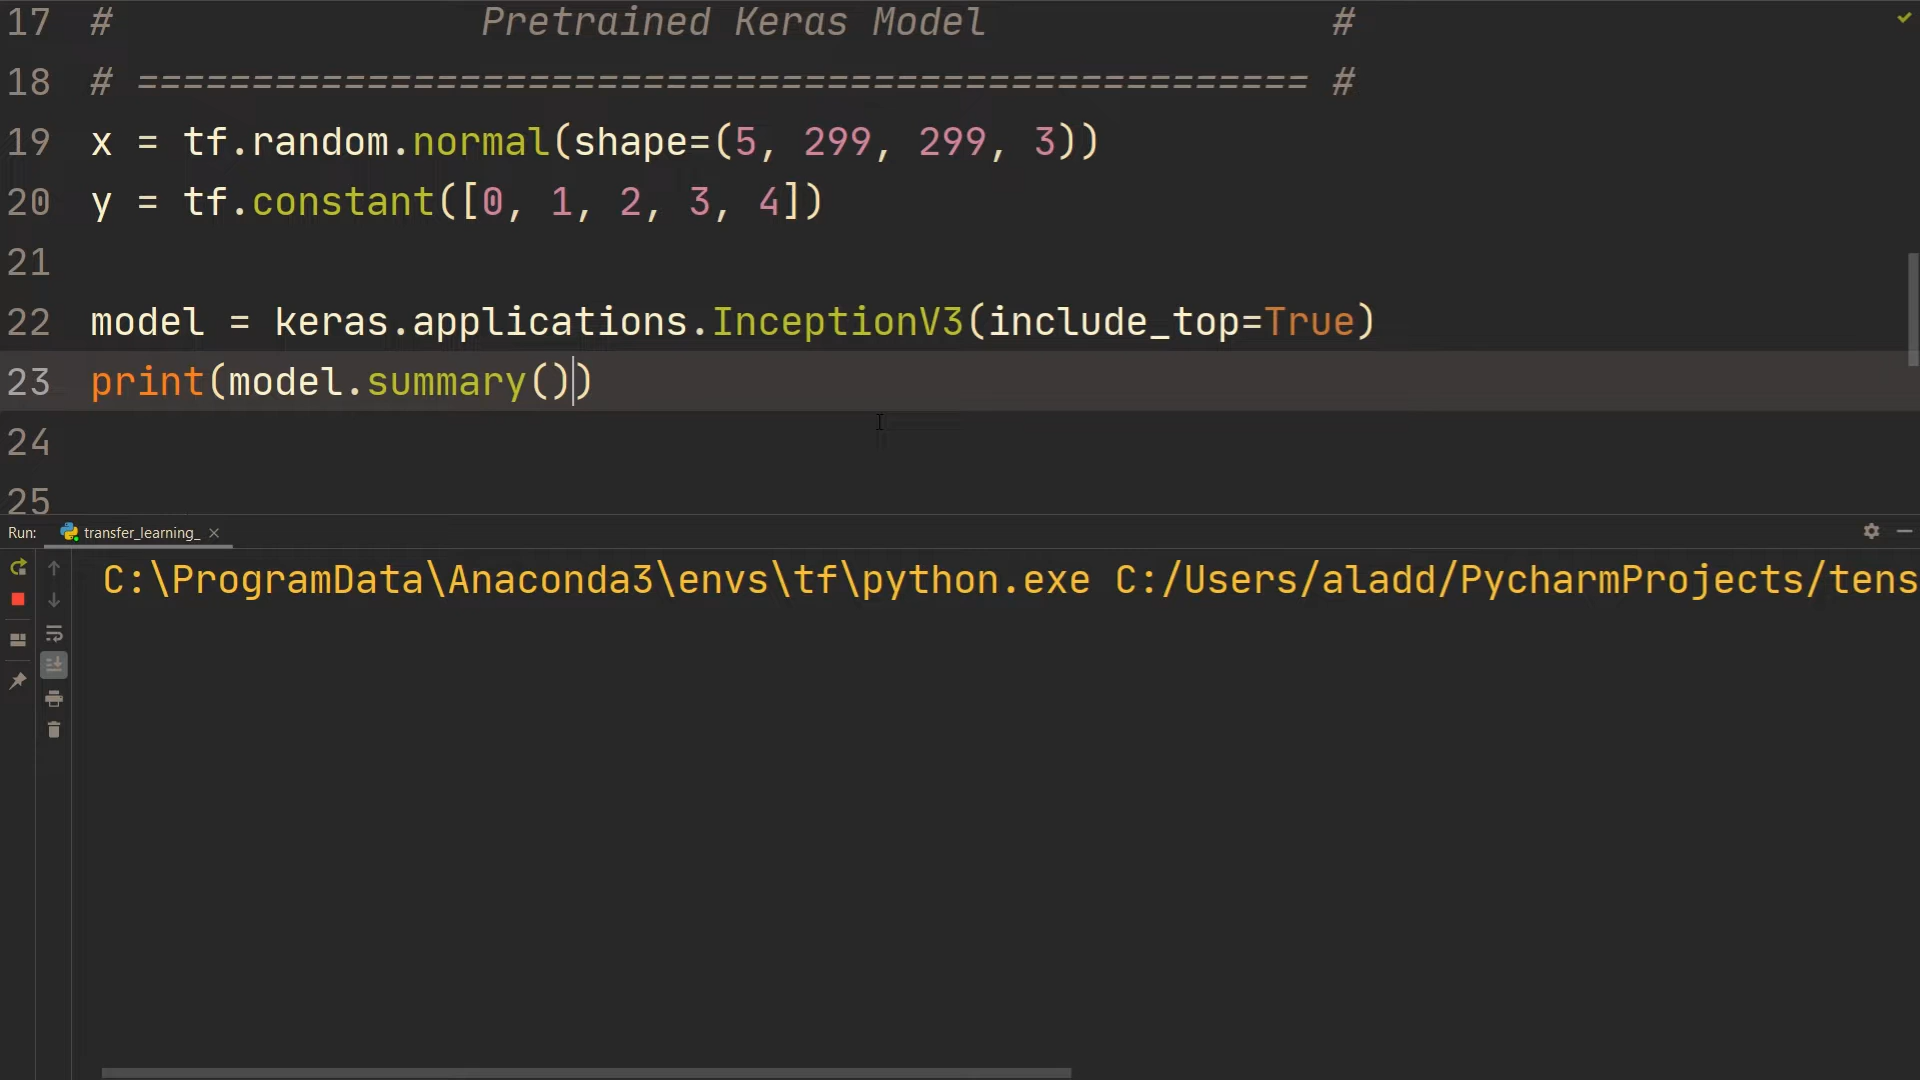 17 # Pretrained Keras Model #
18 # =================================================== #
19 x = tf.random.normal(shape=(5, 299, 299, 3))
20 y = tf.constant([0, 1, 2, 3, 4])
21
22 model = keras.applications.InceptionV3(include_top=True)
23 print(model.summary())
24
25
Run: transfer_learning_
C:\ProgramData\Anaconda3\envs\tf\python.exe C:/Users/aladd/PycharmProjects/tens